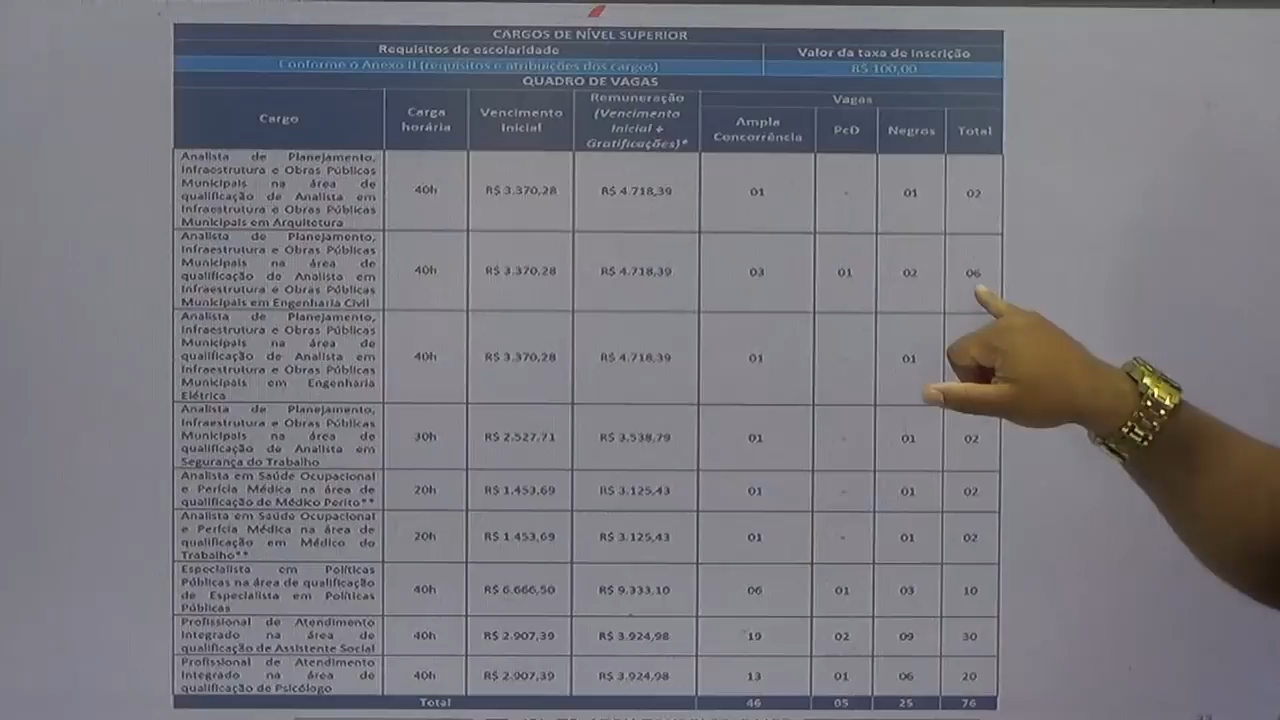 CARGOS DE NÍVEL SUPERIOR
Requisitos de escolaridade Valor da taxa de inscrição
Conforme o Anexo II (requisitos e atribuições dos cargos) R$ 100,00
QUADRO DE VAGAS
Cargo Carga horária Vencimento Inicial Remuneração (Vencimento Inicial + Gratificações)* Vagas
Ampla Concorrência PcD Negros Total
Analista de Planejamento,
Infraestrutura e Obras Públicas
Municipais na área de
qualificação de Analista em
Infraestrutura e Obras Públicas
Municipais em Arquitetura
40h R$ 3.370,28 R$ 4.718,39 01 - 01 02
Analista de Planejamento,
Infraestrutura e Obras Públicas
Municipais na área de
qualificação de Analista em
Infraestrutura e Obras Públicas
Municipais em Engenharia Civil
40h R$ 3.370,28 R$ 4.718,39 03 01 02 06
Analista de Planejamento,
Infraestrutura e Obras Públicas
Municipais na área de
qualificação de Analista em
Infraestrutura e Obras Públicas
Municipais em Engenharia
Elétrica
40h R$ 3.370,28 R$ 4.718,39 01 - 01
Analista de Planejamento,
Infraestrutura e Obras Públicas
Municipais na área de
qualificação de Analista em
Segurança do Trabalho
30h R$ 2.527,71 R$ 3.538,79 01 - 01 02
Analista em Saúde Ocupacional
e Perícia Médica na área de
qualificação de Médico Perito**
20h R$ 1.453,69 R$ 3.125,43 01 - 01 02
Analista em Saúde Ocupacional
e Perícia Médica na área de
qualificação em Médico do
Trabalho**
20h R$ 1.453,69 R$ 3.125,43 01 - 01 02
Especialista em Políticas
Públicas na área de qualificação
de Especialista em Políticas
Públicas
40h R$ 6.666,50 R$ 9.333,10 06 01 03 10
Profissional de Atendimento
Integrado na área de
qualificação de Assistente Social
40h R$ 2.907,39 R$ 3.924,98 19 02 09 30
Profissional de Atendimento
Integrado na área de
qualificação de Psicólogo
40h R$ 2.907,39 R$ 3.924,98 13 01 06 20
Total 46 05 25 76